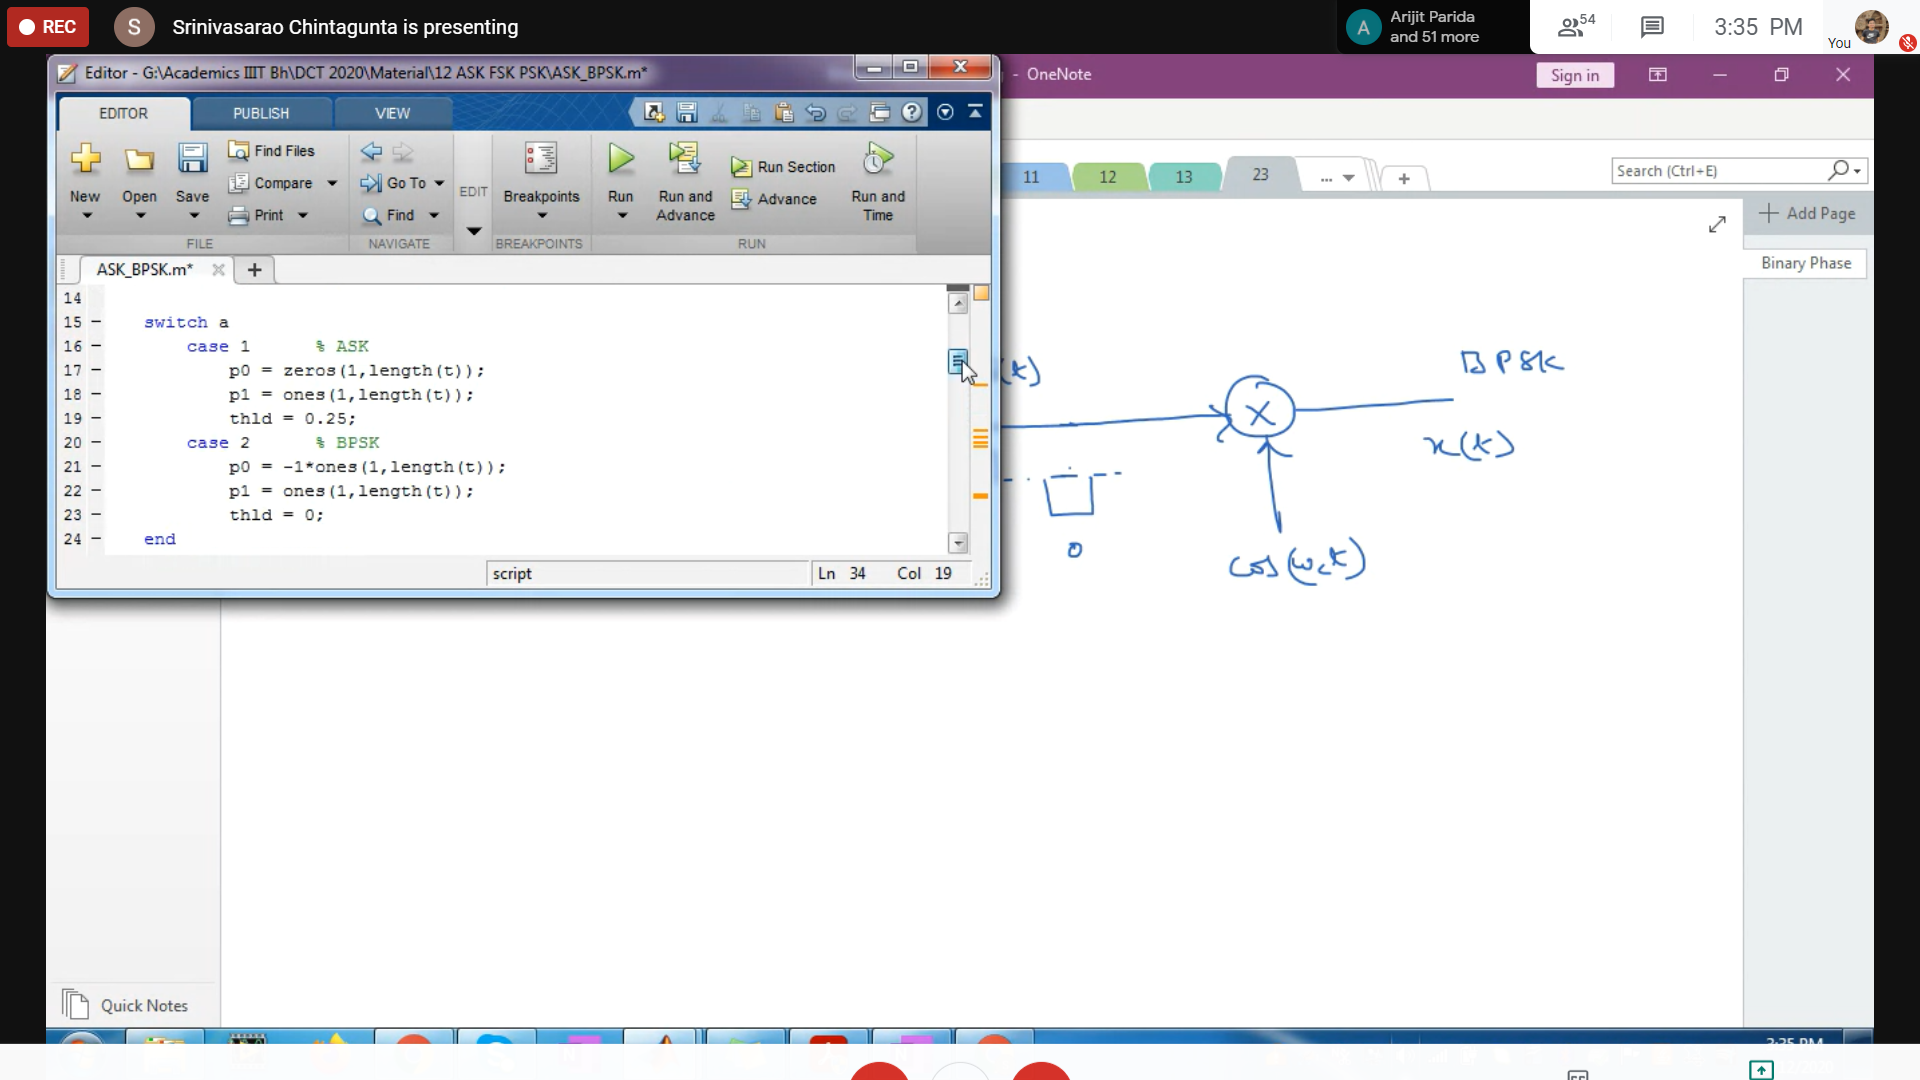 REC
S
Srinivasarao Chintagunta is presenting
A
Arijit Parida
and 51 more
54
3:35 PM
You
Editor - G:\Academics IIIT Bh\DCT 2020\Material\12 ASK FSK PSK\ASK_BPSK.m*
- OneNote
Sign in
EDITOR
PUBLISH
VIEW
New
Open
Save
Find Files
Compare
Print
Go To
Find
EDIT
Breakpoints
Run
Run and
Advance
Run Section
Advance
Run and
Time
FILE
NAVIGATE
BREAKPOINTS
RUN
11
12
13
23
...
+
Search (Ctrl+E)
Add Page
Binary Phase
ASK_BPSK.m*
14
15 – switch a
16 – case 1 % ASK
17 – p0 = zeros(1,length(t));
18 – p1 = ones(1,length(t));
19 – thld = 0.25;
20 – case 2 % BPSK
21 – p0 = -1*ones(1,length(t));
22 – p1 = ones(1,length(t));
23 – thld = 0;
24 – end
script
Ln 34 Col 19
(t)
X
BPSK
x(t)
0
cos(ωct)
Quick Notes
3:35 PM